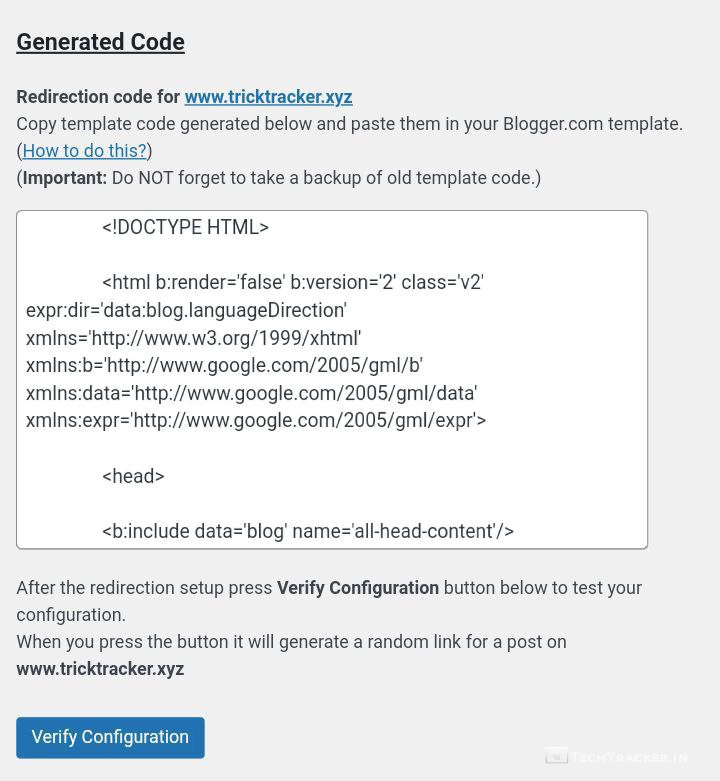 Generated Code
Redirection code for www.tricktracker.xyz
Copy template code generated below and paste them in your Blogger.com template.
(How to do this?)
(Important: Do NOT forget to take a backup of old template code.)
<!DOCTYPE HTML>
<html b:render='false' b:version='2' class='v2'
expr:dir='data:blog.languageDirection'
xmlns='http://www.w3.org/1999/xhtml'
xmlns:b='http://www.google.com/2005/gml/b'
xmlns:data='http://www.google.com/2005/gml/data'
xmlns:expr='http://www.google.com/2005/gml/expr'>
<head>
<b:include data='blog' name='all-head-content'/>
After the redirection setup press Verify Configuration button below to test your
configuration.
When you press the button it will generate a random link for a post on
www.tricktracker.xyz
Verify Configuration
TechTracker.in